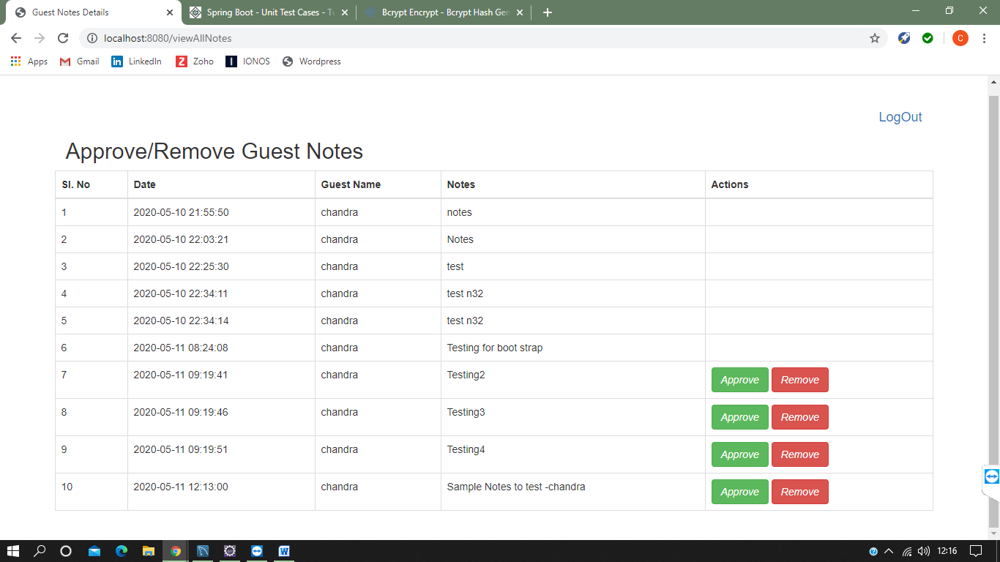 Guest Notes Details
Spring Boot - Unit Test Cases - Tu
Bcrypt Encrypt - Bcrypt Hash Gen
localhost:8080/viewAllNotes
C
Apps Gmail LinkedIn Zoho IONOS Wordpress
LogOut
Approve/Remove Guest Notes
Sl. No Date Guest Name Notes Actions
1 2020-05-10 21:55:50 chandra notes
2 2020-05-10 22:03:21 chandra Notes
3 2020-05-10 22:25:30 chandra test
4 2020-05-10 22:34:11 chandra test n32
5 2020-05-10 22:34:14 chandra test n32
6 2020-05-11 08:24:08 chandra Testing for boot strap
7 2020-05-11 09:19:41 chandra Testing2 Approve Remove
8 2020-05-11 09:19:46 chandra Testing3 Approve Remove
9 2020-05-11 09:19:51 chandra Testing4 Approve Remove
10 2020-05-11 12:13:00 chandra Sample Notes to test -chandra Approve Remove
12:16